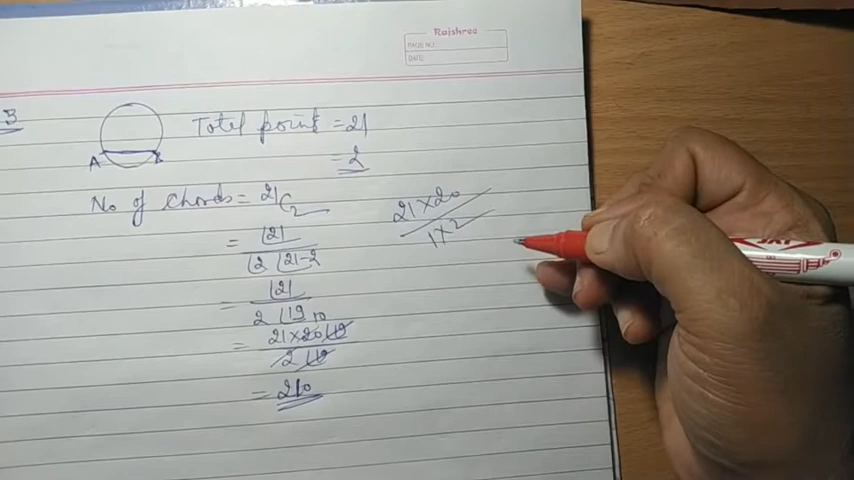 Rajshree
PAGE NO.
DATE:
3
A B
Total point = 21
= 2
No of Chords = 21C2
= ⌊21
⌊2 ⌊21-2
= ⌊21
2 ⌊19
10
= 21×20 ⌊19
2 ⌊19
= 210
21×20
1×2